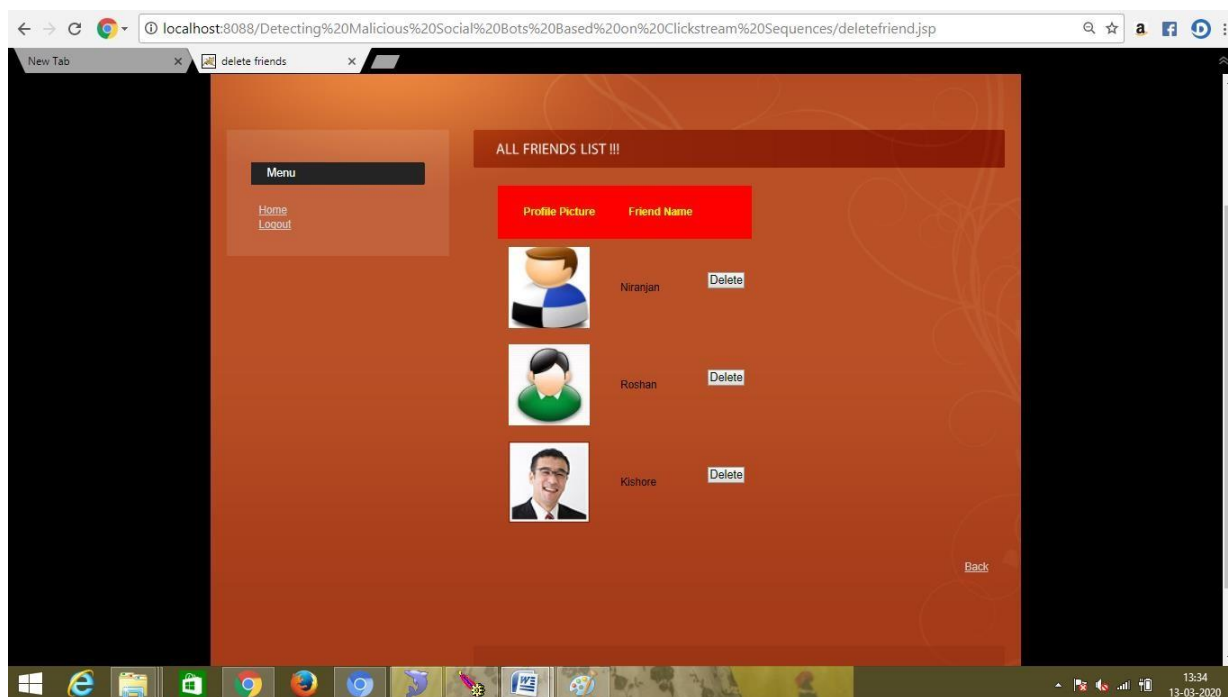 localhost:8088/Detecting%20Malicious%20Social%20Bots%20Based%20on%20Clickstream%20Sequences/deletefriend.jsp
New Tab
delete friends
ALL FRIENDS LIST !!!
Menu
Home
Logout
Profile Picture Friend Name
Niranjan Delete
Roshan Delete
Kishore Delete
Back
13:34
13-03-2020